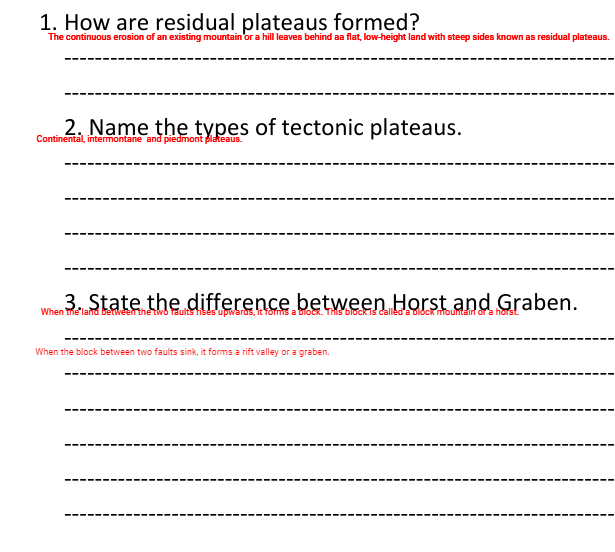 1. How are residual plateaus formed?
The continuous erosion of an existing mountain or a hill leaves behind aa flat, low-height land with steep sides known as residual plateaus.
2. Name the types of tectonic plateaus.
Continental, intermontane and piedmont plateaus.
3. State the difference between Horst and Graben.
When the land between the two faults rises upwards, it forms a block. This block is called a block mountain or a horst.
When the block between two faults sink, it forms a rift valley or a graben.